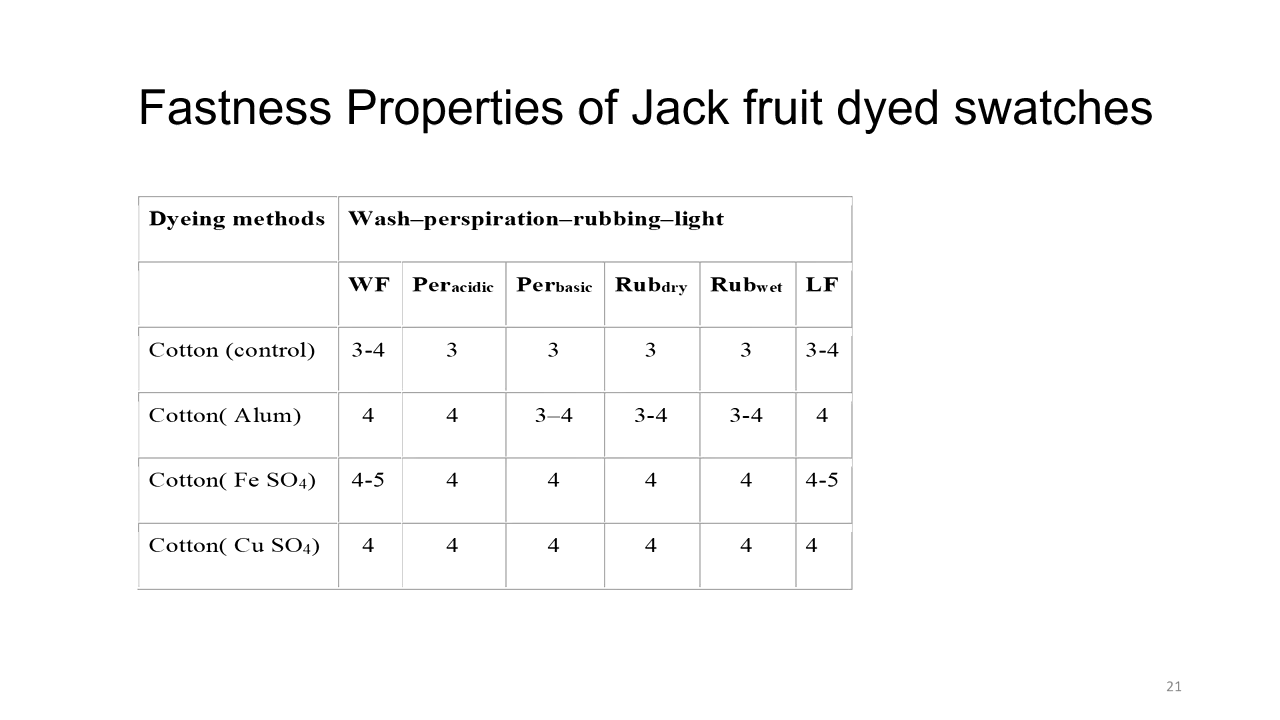 Fastness Properties of Jack fruit dyed swatches
Dyeing methods Wash–perspiration–rubbing–light
WF Peracidic Perbasic Rubdry Rubwet LF
Cotton (control) 3-4 3 3 3 3 3-4
Cotton( Alum) 4 4 3–4 3-4 3-4 4
Cotton( Fe SO₄) 4-5 4 4 4 4 4-5
Cotton( Cu SO₄) 4 4 4 4 4 4
21